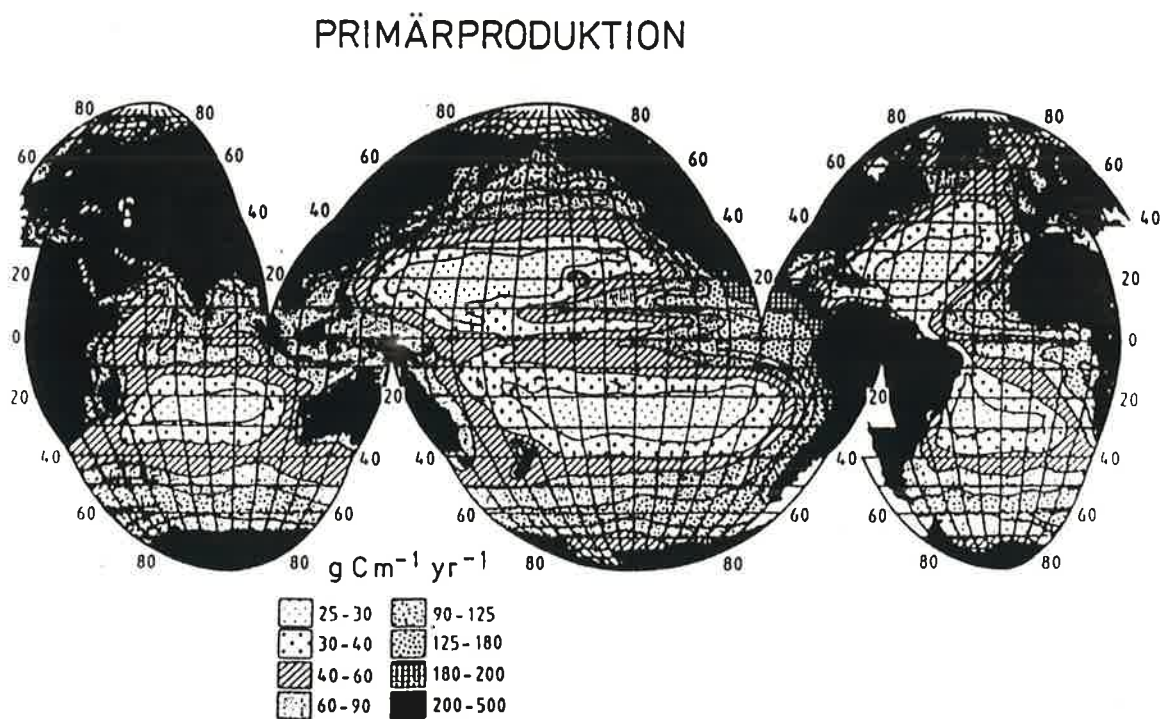 PRIMÄRPRODUKTION
80 80 80 80 80 80
60 60 60 60 60 60
40 40 40 40 40
20 20 20 20
0 0 0
20 20 20
40 40 40 40 40
60 60 60 60 60 60
80 80 80 80 80 80
g Cm⁻¹ yr⁻¹
25-30 90-125
30-40 125-180
40-60 180-200
60-90 200-500